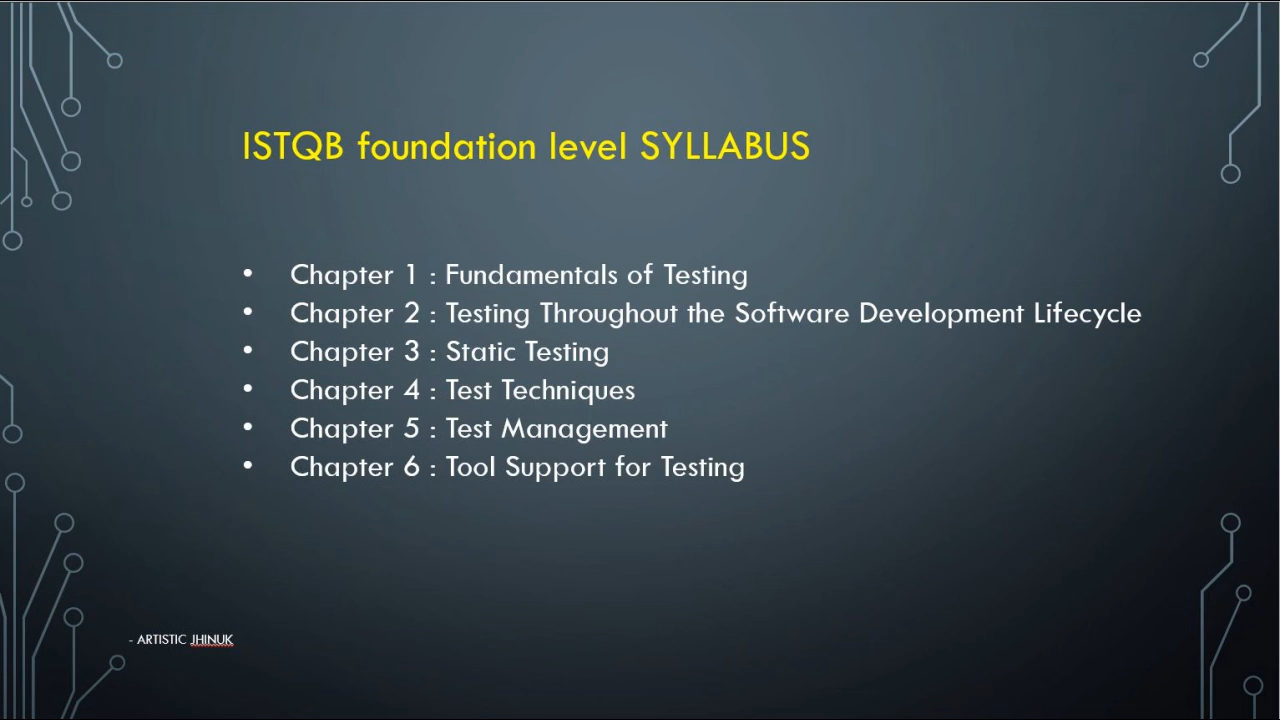 ISTQB foundation level SYLLABUS
• Chapter 1 : Fundamentals of Testing
• Chapter 2 : Testing Throughout the Software Development Lifecycle
• Chapter 3 : Static Testing
• Chapter 4 : Test Techniques
• Chapter 5 : Test Management
• Chapter 6 : Tool Support for Testing
- ARTISTIC JHINUK